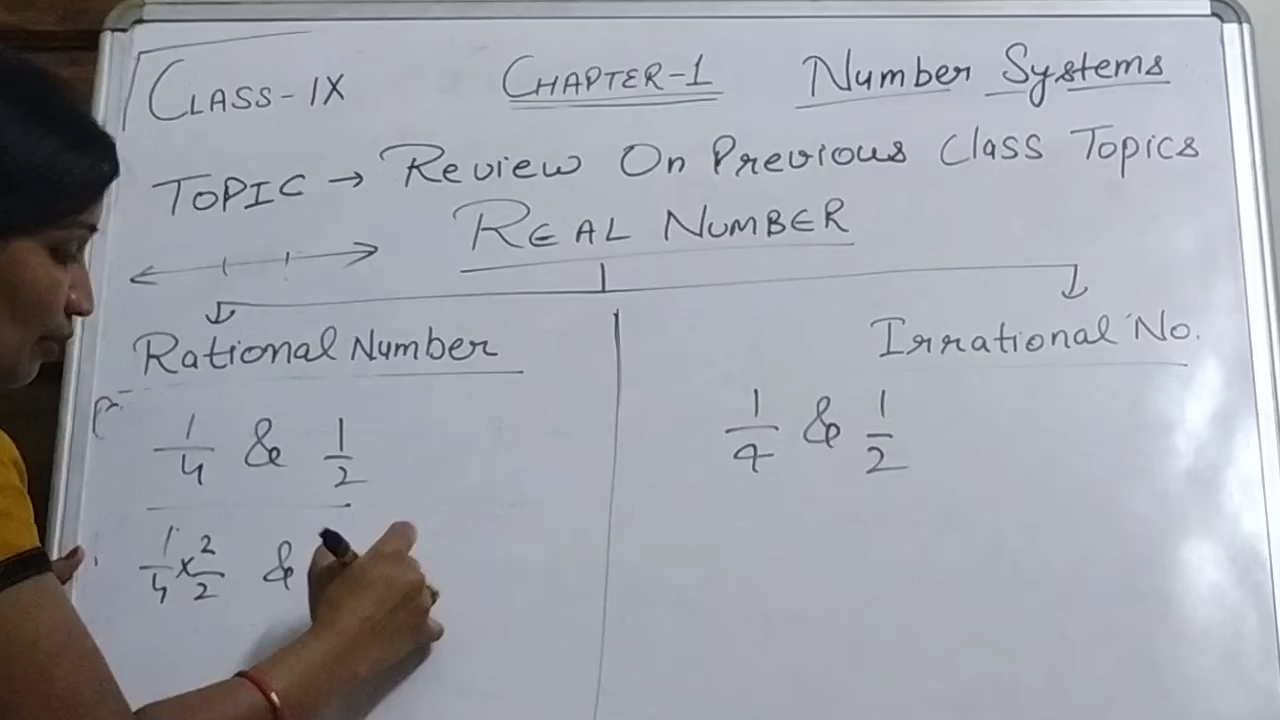 CLASS-IX CHAPTER-1 Number Systems
TOPIC → Review On Previous Class Topics
REAL NUMBER
Rational Number
1/4 & 1/2
1/4 x 2/2 &
Irrational No.
1/4 & 1/2